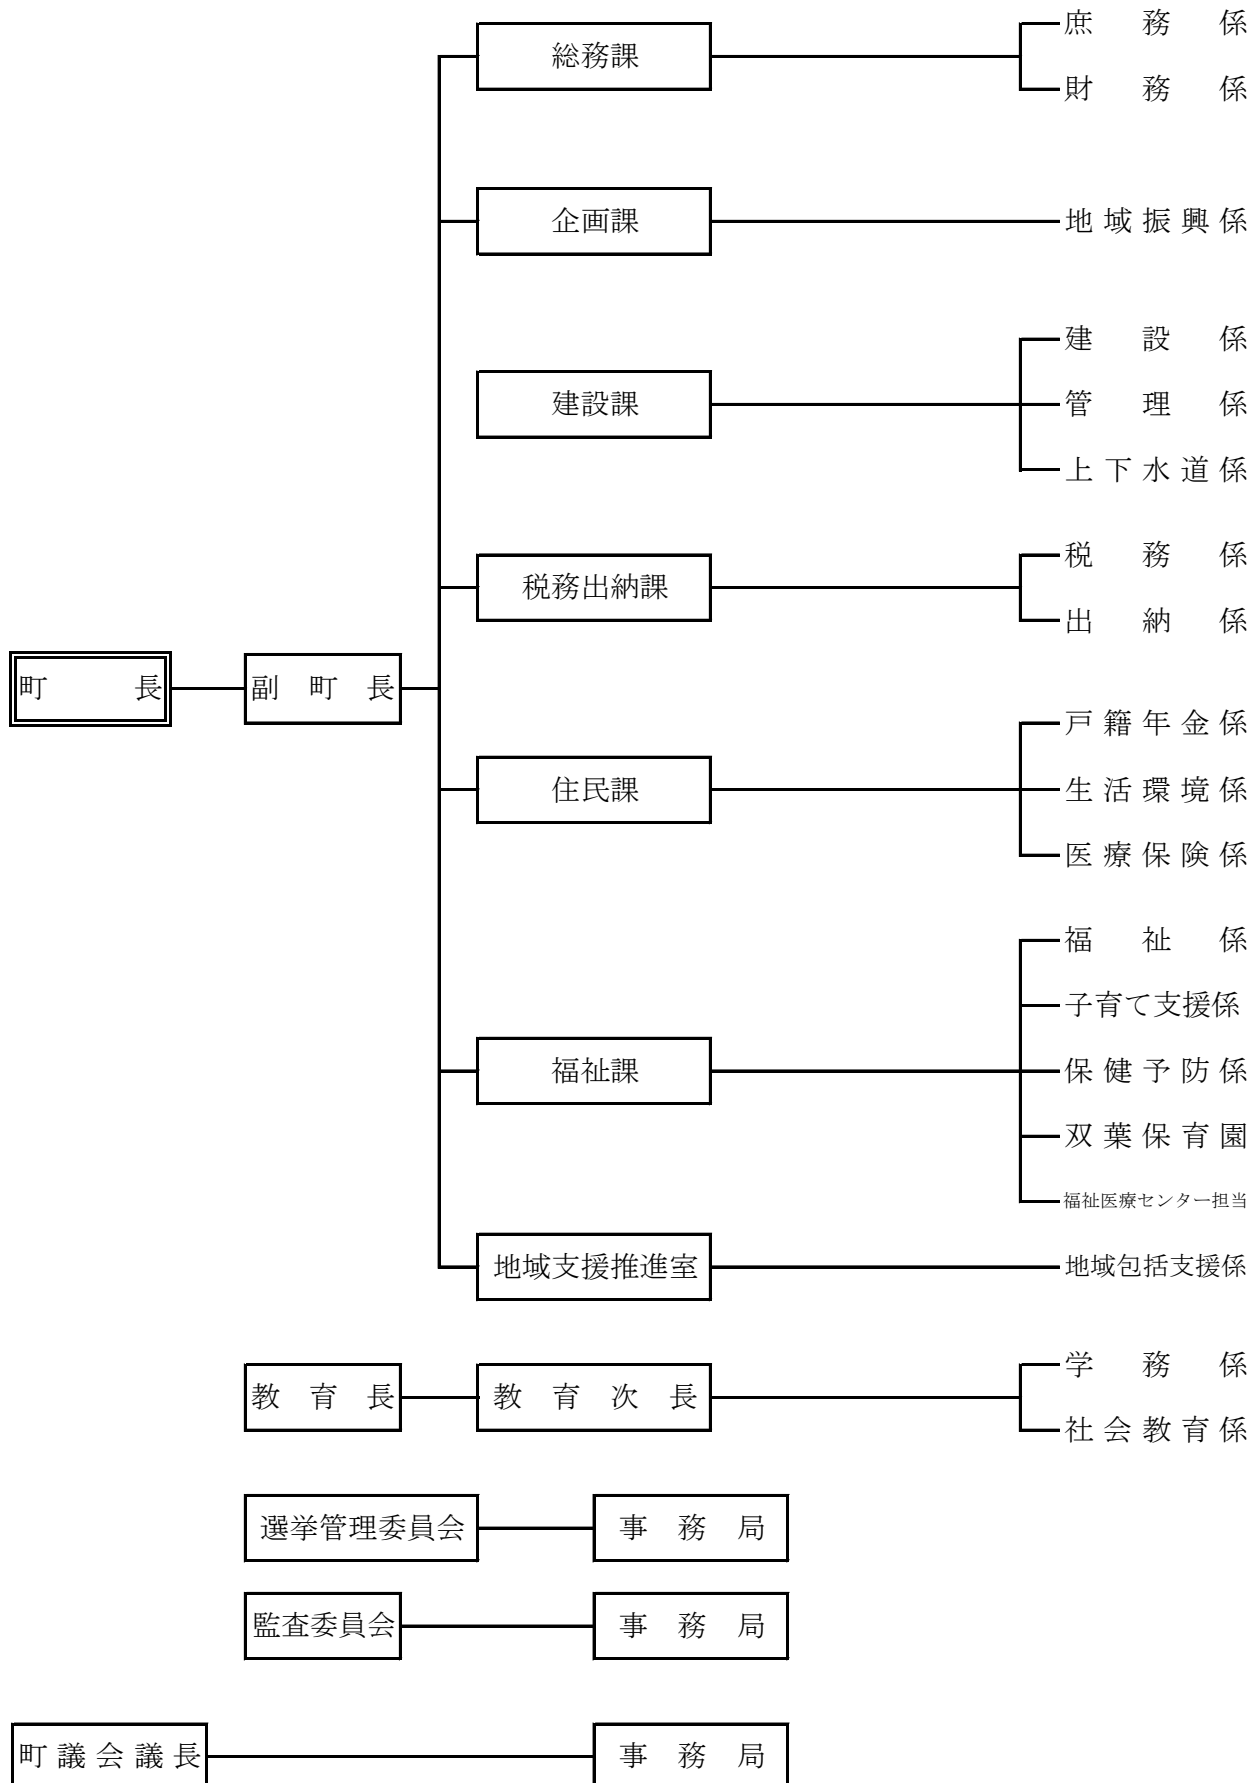 庶務係
総務課
財務係
企画課
地域振興係
建設係
建設課
管理係
上下水道係
税務係
税務出納課
出納係
町長
副町長
戸籍年金係
住民課
生活環境係
医療保険係
福祉係
子育て支援係
福祉課
保健予防係
双葉保育園
福祉医療センター担当
地域支援推進室
地域包括支援係
学務係
教育長
教育次長
社会教育係
選挙管理委員会
事務局
監査委員会
事務局
町議会議長
事務局